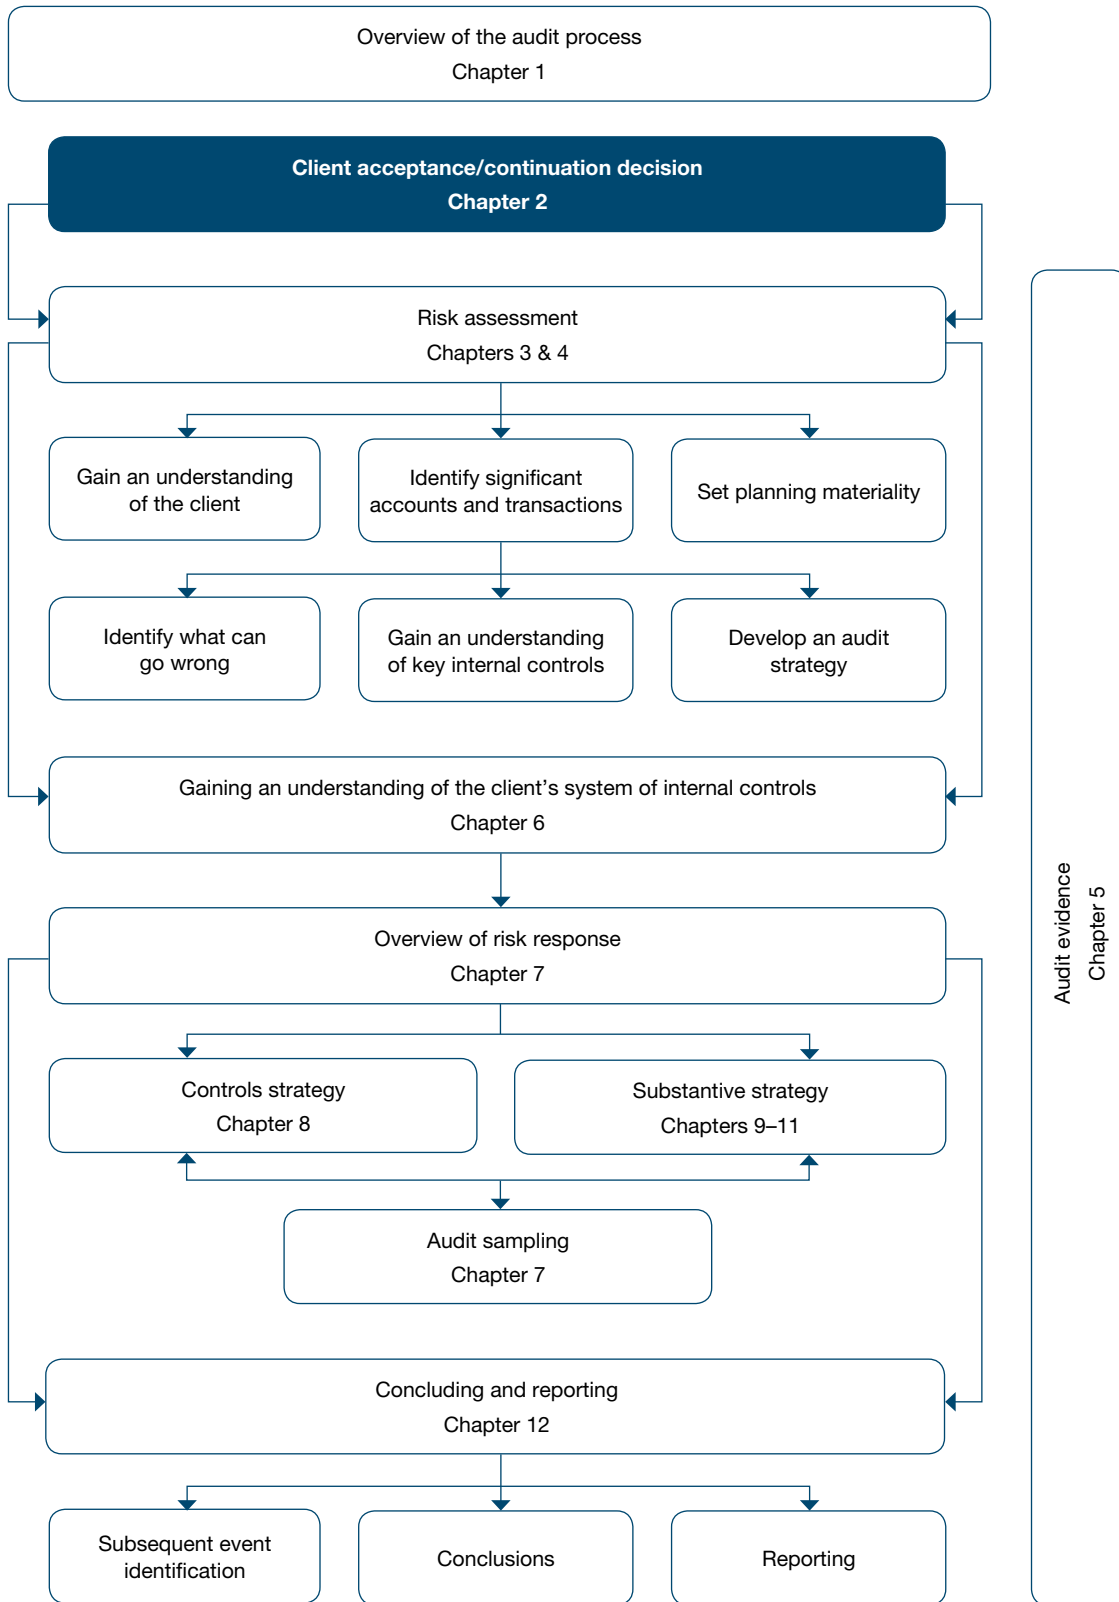 Overview of the audit process
Chapter 1
Client acceptance/continuation decision
Chapter 2
Risk assessment
Chapters 3 & 4
Gain an understanding
of the client
Identify significant
accounts and transactions
Set planning materiality
Identify what can
go wrong
Gain an understanding
of key internal controls
Develop an audit
strategy
Gaining an understanding of the client’s system of internal controls
Chapter 6
Overview of risk response
Chapter 7
Controls strategy
Chapter 8
Substantive strategy
Chapters 9–11
Audit sampling
Chapter 7
Concluding and reporting
Chapter 12
Subsequent event
identification
Conclusions
Reporting
Audit evidence
Chapter 5